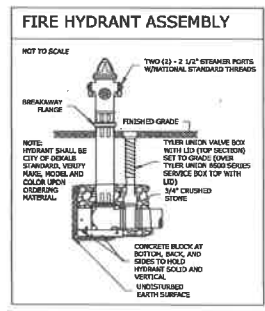 FIRE HYDRANT ASSEMBLY
NOT TO SCALE
TWO (2) - 2 1/2" STEAMER PORTS
W/NATIONAL STANDARD THREADS
BREAKAWAY
FLANGE
FINISHED GRADE
NOTE:
HYDRANT SHALL BE
CITY OF DEKALB
STANDARD, VERIFY
MAKE, MODEL AND
COLOR UPON
ORDERING
MATERIAL.
TYLER UNION VALVE BOX
WITH LID (TOP SECTION)
SET TO GRADE (OVER
TYLER UNION 6500 SERIES
SERVICE BOX TOP WITH
LID)
3/4" CRUSHED
STONE
CONCRETE BLOCK AT
BOTTOM, BACK, AND
SIDES TO HOLD
HYDRANT SOLID AND
VERTICAL
UNDISTURBED
EARTH SURFACE